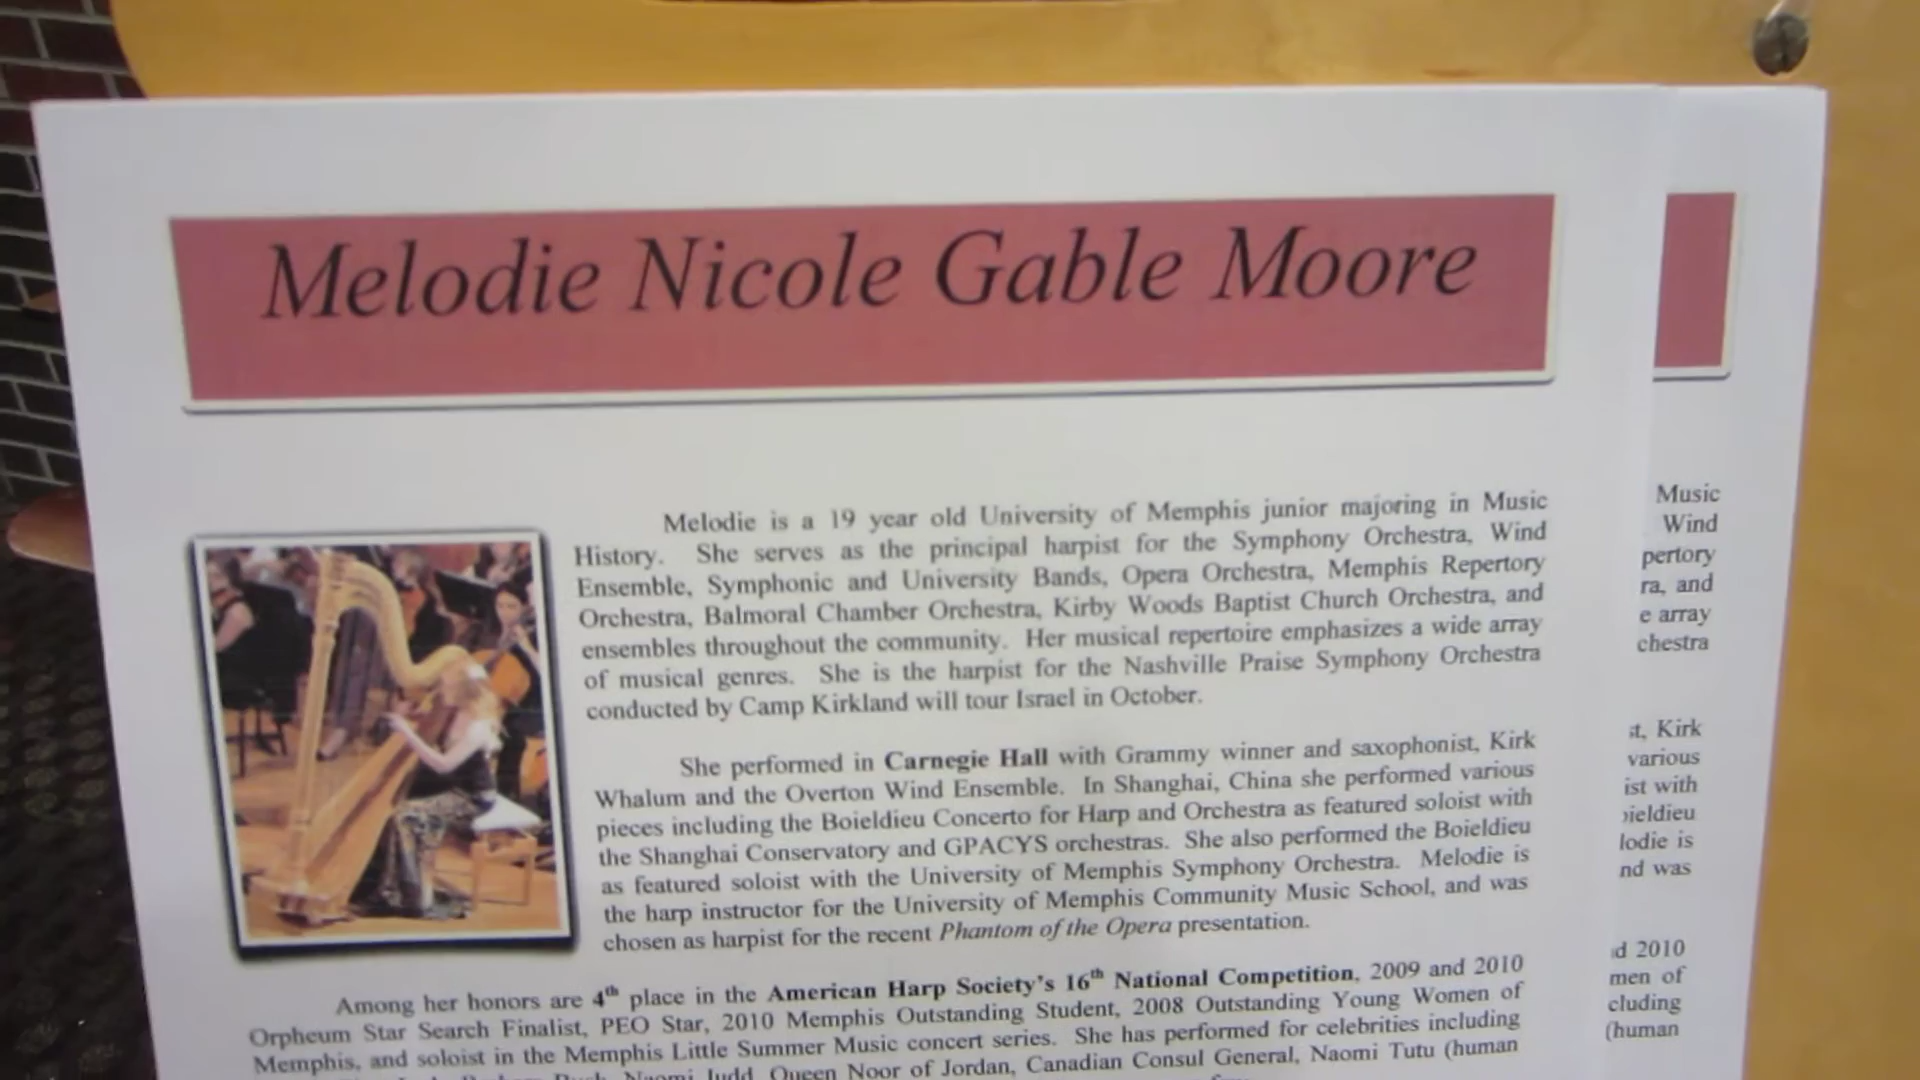 Melodie Nicole Gable Moore
Melodie is a 19 year old University of Memphis junior majoring in Music
History. She serves as the principal harpist for the Symphony Orchestra, Wind
Ensemble, Symphonic and University Bands, Opera Orchestra, Memphis Repertory
Orchestra, Balmoral Chamber Orchestra, Kirby Woods Baptist Church Orchestra, and
ensembles throughout the community. Her musical repertoire emphasizes a wide array
of musical genres. She is the harpist for the Nashville Praise Symphony Orchestra
conducted by Camp Kirkland will tour Israel in October.
She performed in Carnegie Hall with Grammy winner and saxophonist, Kirk
Whalum and the Overton Wind Ensemble. In Shanghai, China she performed various
pieces including the Boieldieu Concerto for Harp and Orchestra as featured soloist with
the Shanghai Conservatory and GPACYS orchestras. She also performed the Boieldieu
as featured soloist with the University of Memphis Symphony Orchestra. Melodie is
the harp instructor for the University of Memphis Community Music School, and was
chosen as harpist for the recent Phantom of the Opera presentation.
Among her honors are 4th place in the American Harp Society's 16th National Competition, 2009 and 2010
Orpheum Star Search Finalist, PEO Star, 2010 Memphis Outstanding Student, 2008 Outstanding Young Women of
Memphis, and soloist in the Memphis Little Summer Music concert series. She has performed for celebrities including
Naomi Judd, Queen Noor of Jordan, Canadian Consul General, Naomi Tutu (human
Music
Wind
pertory
ra, and
e array
chestra
st, Kirk
various
ist with
oieldieu
lodie is
nd was
d 2010
men of
cluding
(human